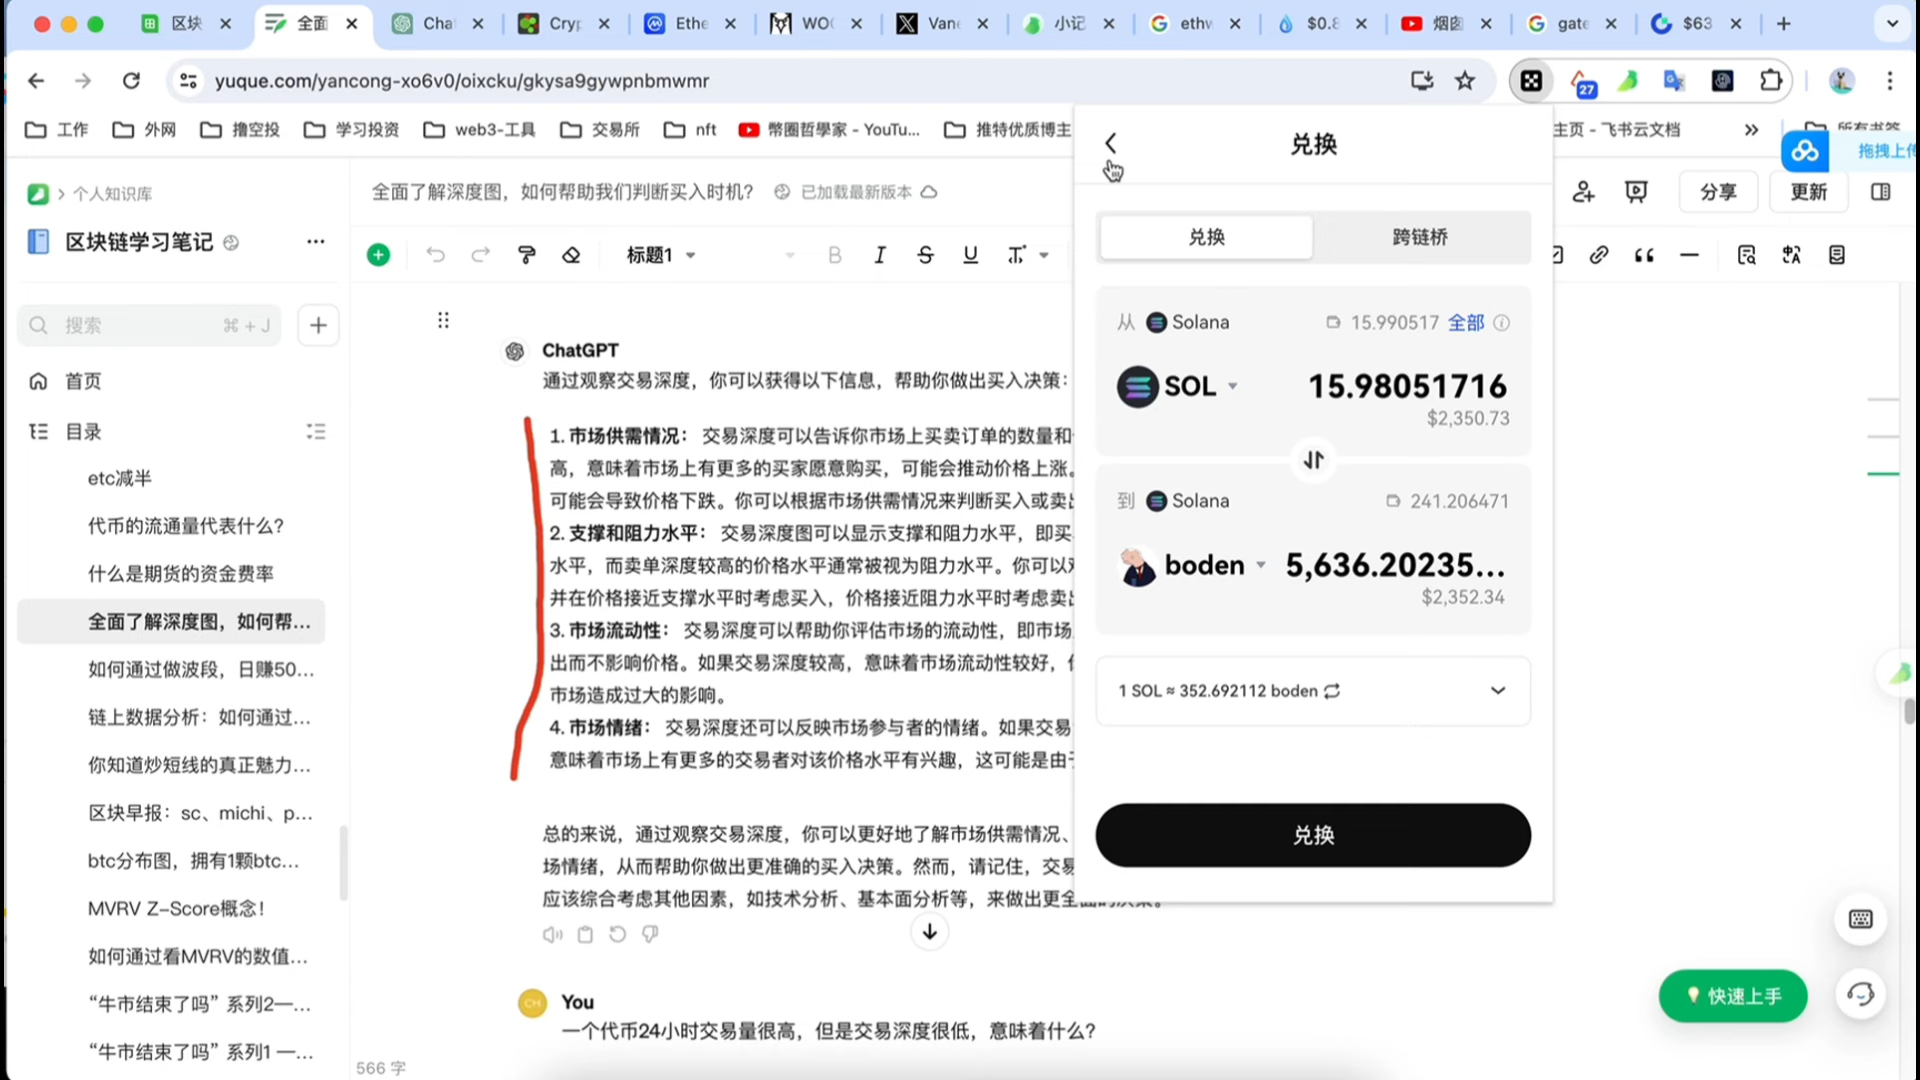 区块
全面
Cha
Cryp
Ethe
WOO
Vane
小记
ethw
$0.8
烟囱
gate
$63
yuque.com/yancong-xo6v0/oixcku/gkysa9gywpnbmwmr
27
工作
外网
撸空投
学习投资
web3-工具
交易所
nft
幣圈哲學家 - YouTu...
推特优质博主
主页 - 飞书云文档
所有书签
拖拽上传
个人知识库
区块链学习笔记
搜索
⌘ + J
首页
目录
etc减半
代币的流通量代表什么？
什么是期货的资金费率
全面了解深度图，如何帮...
如何通过做波段，日赚50...
链上数据分析：如何通过...
你知道炒短线的真正魅力...
区块早报：sc、michi、p...
btc分布图，拥有1颗btc...
MVRV Z-Score概念！
如何通过看MVRV的数值...
“牛市结束了吗”系列2—...
“牛市结束了吗”系列1 —...
全面了解深度图，如何帮助我们判断买入时机？
已加载最新版本
分享
更新
标题1
ChatGPT
通过观察交易深度，你可以获得以下信息，帮助你做出买入决策：
1. 市场供需情况： 交易深度可以告诉你市场上买卖订单的数量和
高，意味着市场上有更多的买家愿意购买，可能会推动价格上涨。
可能会导致价格下跌。你可以根据市场供需情况来判断买入或卖出
2. 支撑和阻力水平： 交易深度图可以显示支撑和阻力水平，即买
水平，而卖单深度较高的价格水平通常被视为阻力水平。你可以
并在价格接近支撑水平时考虑买入，价格接近阻力水平时考虑卖出
3. 市场流动性： 交易深度可以帮助你评估市场的流动性，即市场
出而不影响价格。如果交易深度较高，意味着市场流动性较好，
市场造成过大的影响。
4. 市场情绪： 交易深度还可以反映市场参与者的情绪。如果交易
意味着市场上有更多的交易者对该价格水平有兴趣，这可能是由于
总的来说，通过观察交易深度，你可以更好地了解市场供需情况、
场情绪，从而帮助你做出更准确的买入决策。然而，请记住，交易
应该综合考虑其他因素，如技术分析、基本面分析等，来做出更全面的决策。
You
一个代币24小时交易量很高，但是交易深度很低，意味着什么？
566 字
兑换
兑换
跨链桥
从 Solana
15.990517 全部
SOL
15.98051716
$2,350.73
到 Solana
241.206471
boden
5,636.20235...
$2,352.34
1 SOL ≈ 352.692112 boden
兑换
快速上手